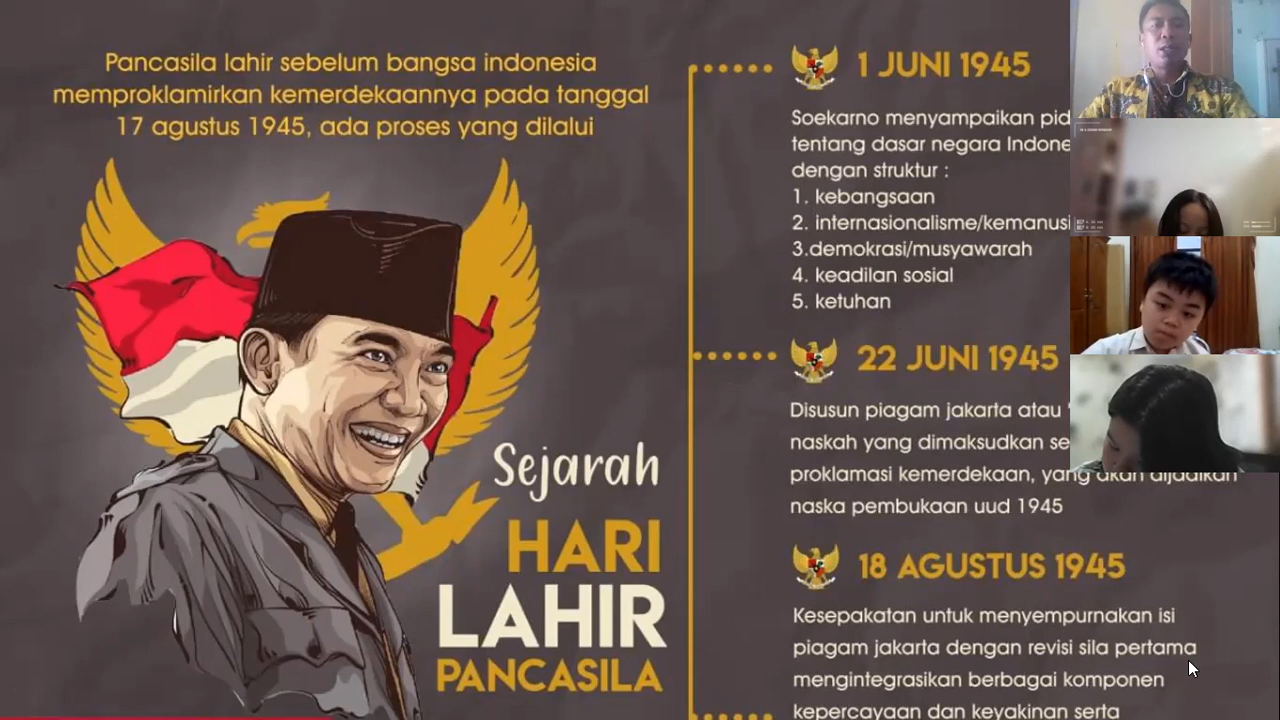 Pancasila lahir sebelum bangsa indonesia
memproklamirkan kemerdekaannya pada tanggal
17 agustus 1945, ada proses yang dilalui
Sejarah
HARI
LAHIR
PANCASILA
1 JUNI 1945
Soekarno menyampaikan
tentang dasar negara
dengan struktur :
1. kebangsaan
2. internasionalisme/
3.demokrasi/musyawarah
4. keadilan sosial
5. ketuhan
22 JUNI 1945
Disusun piagam jakarta atau
naskah yang dimaksudkan
proklamasi kemerdekaan, yang akan dijadikan
naska pembukaan uud 1945
18 AGUSTUS 1945
Kesepakatan untuk menyempurnakan isi
piagam jakarta dengan revisi sila pertama
mengintegrasikan berbagai komponen
kepercayaan dan keyakinan serta